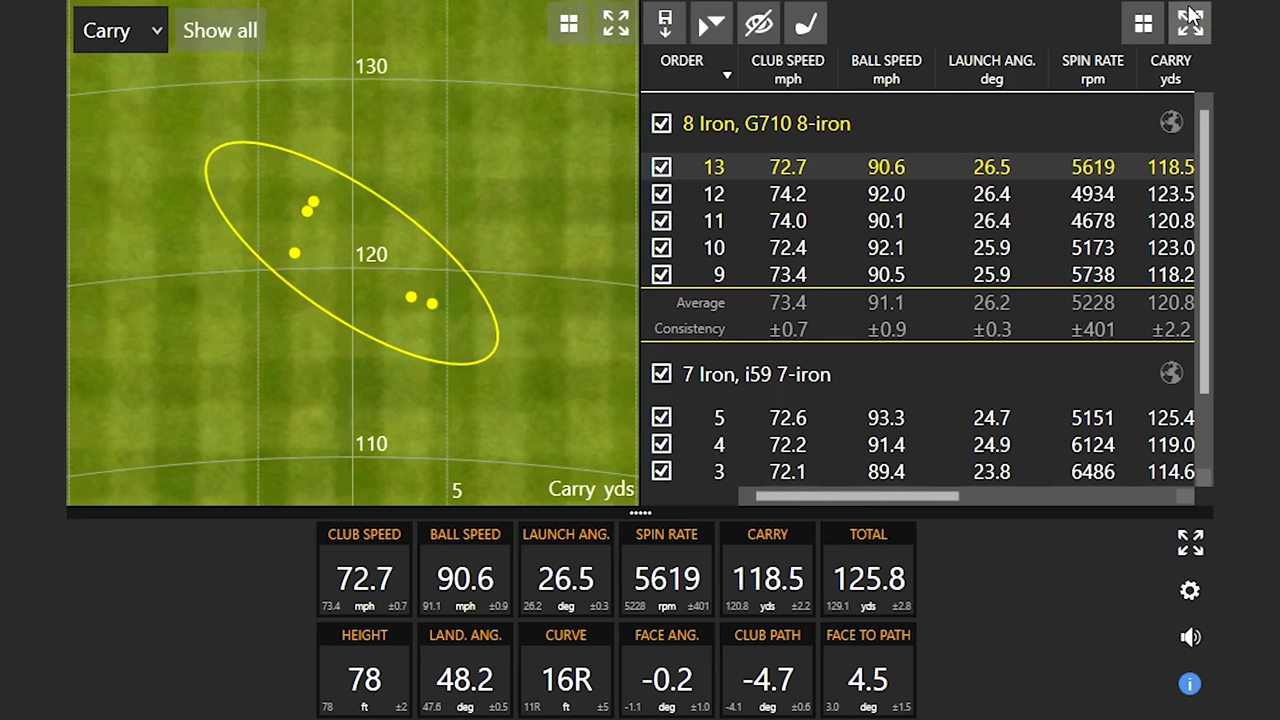 Carry Show all
130
120
110
5 Carry yds
ORDER CLUB SPEED BALL SPEED LAUNCH ANG. SPIN RATE CARRY
mph mph deg rpm yds
8 Iron, G710 8-iron
13 72.7 90.6 26.5 5619 118.5
12 74.2 92.0 26.4 4934 123.5
11 74.0 90.1 26.4 4678 120.8
10 72.4 92.1 25.9 5173 123.0
9 73.4 90.5 25.9 5738 118.2
Average 73.4 91.1 26.2 5228 120.8
Consistency ±0.7 ±0.9 ±0.3 ±401 ±2.2
7 Iron, i59 7-iron
5 72.6 93.3 24.7 5151 125.4
4 72.2 91.4 24.9 6124 119.0
3 72.1 89.4 23.8 6486 114.6
CLUB SPEED BALL SPEED LAUNCH ANG. SPIN RATE CARRY TOTAL
72.7 90.6 26.5 5619 118.5 125.8
73.4 mph ±0.7 91.1 mph ±0.9 26.2 deg ±0.3 5228 rpm ±401 120.8 yds ±2.2 129.1 yds ±2.8
HEIGHT LAND. ANG. CURVE FACE ANG. CLUB PATH FACE TO PATH
78 48.2 16R -0.2 -4.7 4.5
78 ft ±2 47.6 deg ±0.5 11R ft ±5 -1.1 deg ±1.0 -4.1 deg ±0.6 3.0 deg ±1.5